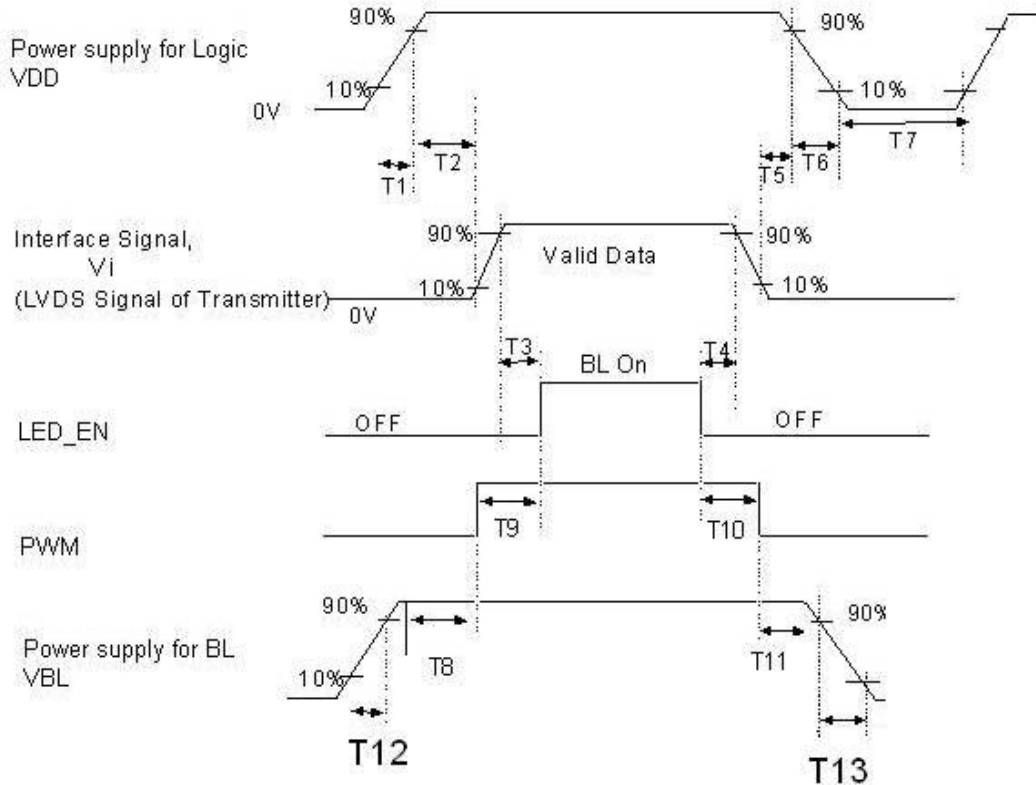 90%
90%
Power supply for Logic
VDD
10%
10%
0V
T1
T2
T5
T6
T7
Interface Signal,
Vi
(LVDS Signal of Transmitter)
90%
Valid Data
90%
10%
10%
0V
T3
T4
BL On
LED_EN
OFF
OFF
PWM
T9
T10
90%
90%
Power supply for BL
VBL
10%
T8
T11
T12
T13